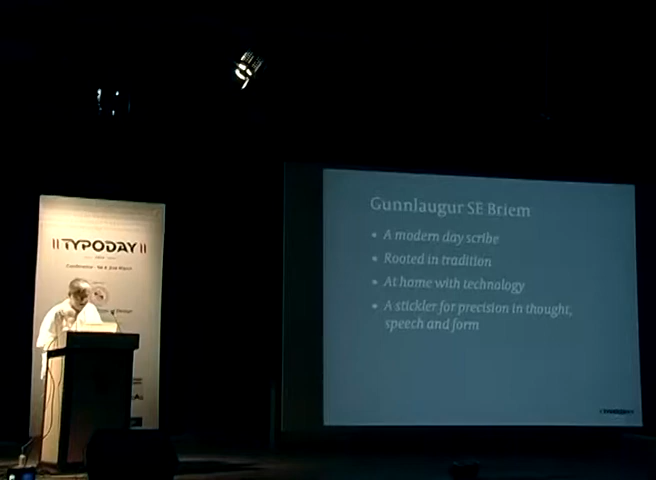 TYPODAY
Gunnlaugur SE Briem
• A modern day scribe
• Rooted in tradition
• At home with technology
• A stickler for precision in thought,
speech and form